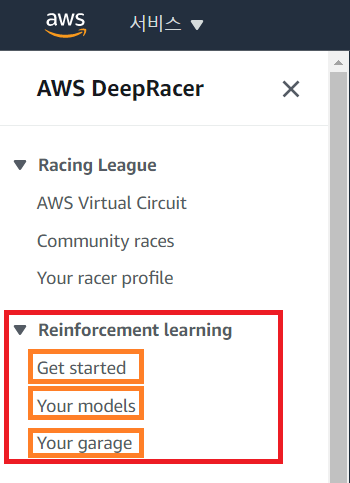 aws 서비스
AWS DeepRacer
Racing League
AWS Virtual Circuit
Community races
Your racer profile
Reinforcement learning
Get started
Your models
Your garage